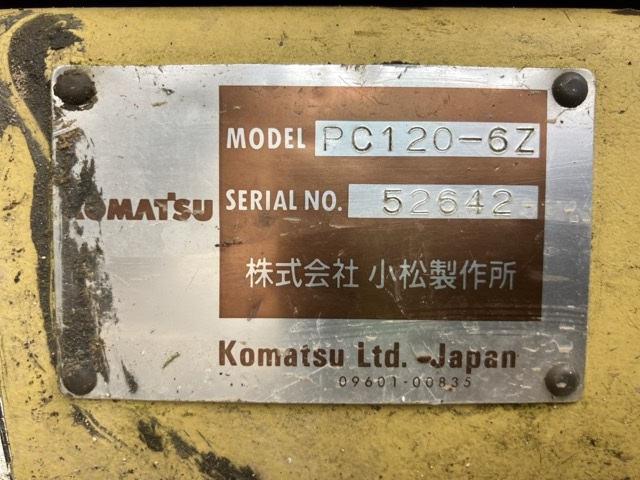 MODEL PC120-6Z
KOMATSU
SERIAL NO. 52642
株式会社 小松製作所
Komatsu Ltd. -Japan
09601-00835